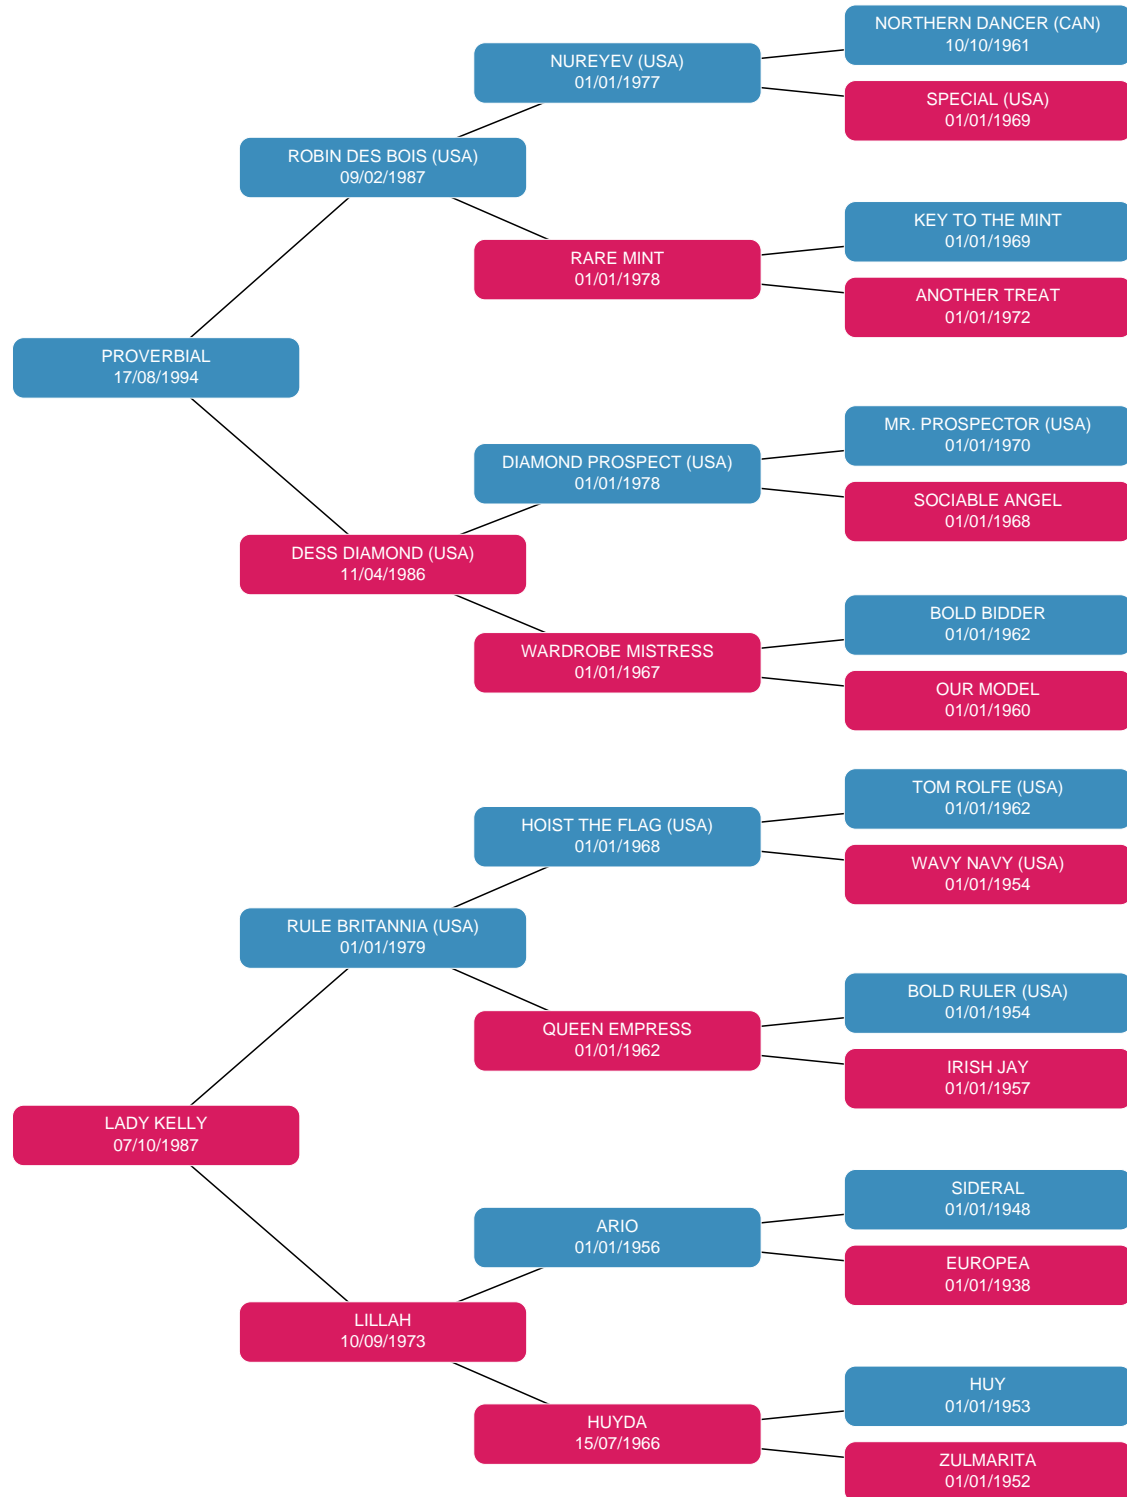 NORTHERN DANCER (CAN)
10/10/1961
NUREYEV (USA)
01/01/1977
SPECIAL (USA)
01/01/1969
ROBIN DES BOIS (USA)
09/02/1987
KEY TO THE MINT
01/01/1969
RARE MINT
01/01/1978
ANOTHER TREAT
01/01/1972
PROVERBIAL
17/08/1994
MR. PROSPECTOR (USA)
01/01/1970
DIAMOND PROSPECT (USA)
01/01/1978
SOCIABLE ANGEL
01/01/1968
DESS DIAMOND (USA)
11/04/1986
BOLD BIDDER
01/01/1962
WARDROBE MISTRESS
01/01/1967
OUR MODEL
01/01/1960
TOM ROLFE (USA)
01/01/1962
HOIST THE FLAG (USA)
01/01/1968
WAVY NAVY (USA)
01/01/1954
RULE BRITANNIA (USA)
01/01/1979
BOLD RULER (USA)
01/01/1954
QUEEN EMPRESS
01/01/1962
IRISH JAY
01/01/1957
LADY KELLY
07/10/1987
SIDERAL
01/01/1948
ARIO
01/01/1956
EUROPEA
01/01/1938
LILLAH
10/09/1973
HUY
01/01/1953
HUYDA
15/07/1966
ZULMARITA
01/01/1952